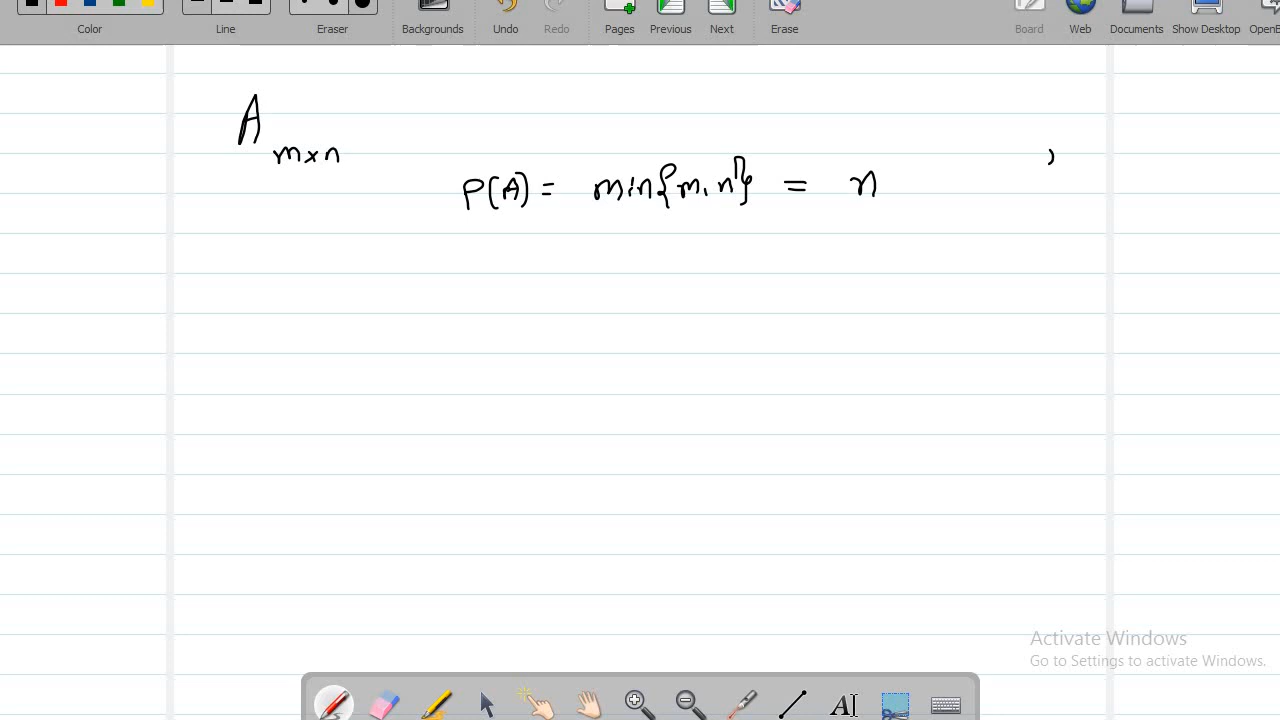 Color Line Eraser Backgrounds Undo Redo Pages Previous Next Erase Board Web Documents Show Desktop
A m×n
ρ(A) = min{m, n} = n ,
Activate Windows
Go to Settings to activate Windows.
A